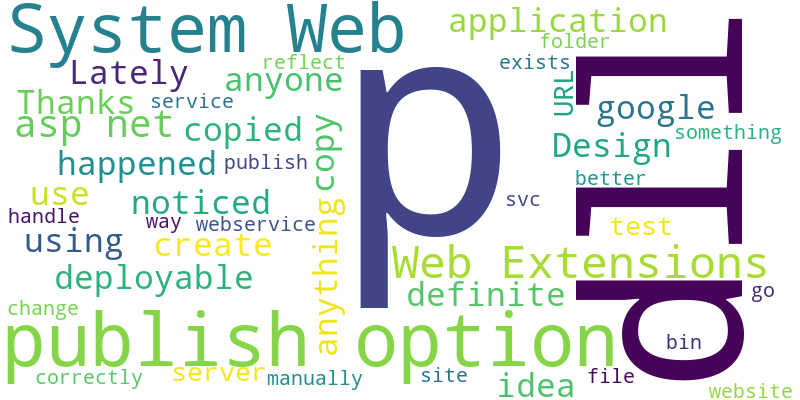 System Web
application
folder
reflect
exists
Lately
anyone
URL
Thanks
service
google
asp net
copied
something
p
dll
copy
Design
happened
publish
better
use
noticed
svc
handle
way
webservice
test
using
create
anything
Web Extensions
deployable
definite
go
change
publish option
bin
correctly
server
manually
site
idea
file
website